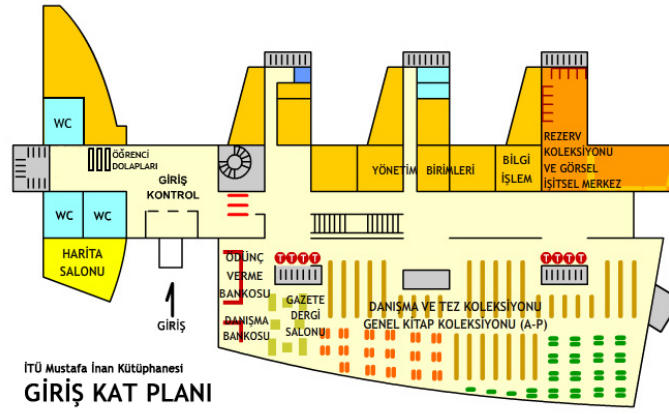 WC
ÖĞRENCİ
DOLAPLARI
GİRİŞ
KONTROL
YÖNETİM BİRİMLERİ
BİLGİ
İŞLEM
REZERV
KOLEKSİYONU
VE GÖRSEL
İŞİTSEL MERKEZ
WC
WC
HARİTA
SALONU
GİRİŞ
ÖDÜNÇ
VERME
BANKOSU
DANIŞMA
BANKOSU
T T T T
GAZETE
DERGİ
SALONU
T T T T
DANIŞMA VE TEZ KOLEKSİYONU
GENEL KİTAP KOLEKSİYONU (A-P)
İTÜ Mustafa İnan Kütüphanesi
GİRİŞ KAT PLANI